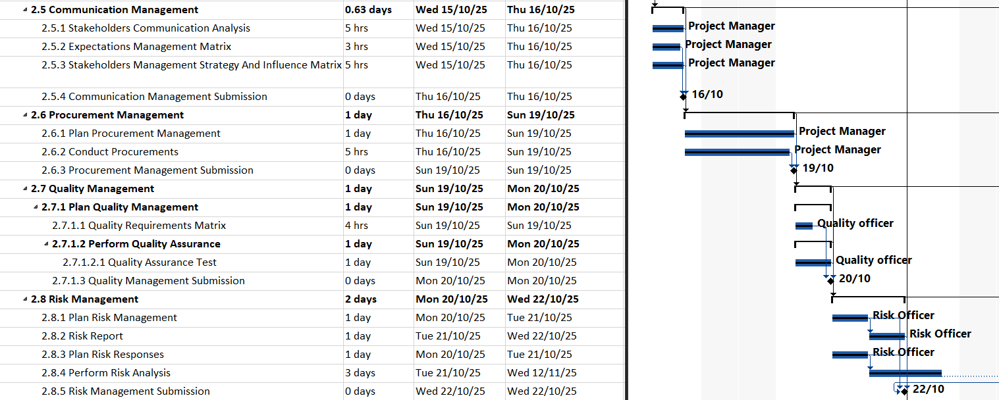 2.5 Communication Management 0.63 days Wed 15/10/25 Thu 16/10/25
2.5.1 Stakeholders Communication Analysis 5 hrs Wed 15/10/25 Thu 16/10/25 Project Manager
2.5.2 Expectations Management Matrix 3 hrs Wed 15/10/25 Thu 16/10/25 Project Manager
2.5.3 Stakeholders Management Strategy And Influence Matrix 5 hrs Wed 15/10/25 Thu 16/10/25 Project Manager
2.5.4 Communication Management Submission 0 days Thu 16/10/25 Thu 16/10/25 16/10
2.6 Procurement Management 1 day Thu 16/10/25 Sun 19/10/25
2.6.1 Plan Procurement Management 1 day Thu 16/10/25 Sun 19/10/25 Project Manager
2.6.2 Conduct Procurements 5 hrs Thu 16/10/25 Sun 19/10/25 Project Manager
2.6.3 Procurement Management Submission 0 days Sun 19/10/25 Sun 19/10/25 19/10
2.7 Quality Management 1 day Sun 19/10/25 Mon 20/10/25
2.7.1 Plan Quality Management 1 day Sun 19/10/25 Mon 20/10/25
2.7.1.1 Quality Requirements Matrix 4 hrs Sun 19/10/25 Sun 19/10/25 Quality officer
2.7.1.2 Perform Quality Assurance 1 day Sun 19/10/25 Mon 20/10/25
2.7.1.2.1 Quality Assurance Test 1 day Sun 19/10/25 Mon 20/10/25 Quality officer
2.7.1.3 Quality Management Submission 0 days Mon 20/10/25 Mon 20/10/25 20/10
2.8 Risk Management 2 days Mon 20/10/25 Wed 22/10/25
2.8.1 Plan Risk Management 1 day Mon 20/10/25 Tue 21/10/25 Risk Officer
2.8.2 Risk Report 1 day Tue 21/10/25 Wed 22/10/25 Risk Officer
2.8.3 Plan Risk Responses 1 day Mon 20/10/25 Tue 21/10/25 Risk Officer
2.8.4 Perform Risk Analysis 3 days Tue 21/10/25 Wed 12/11/25
2.8.5 Risk Management Submission 0 days Wed 22/10/25 Wed 22/10/25 22/10